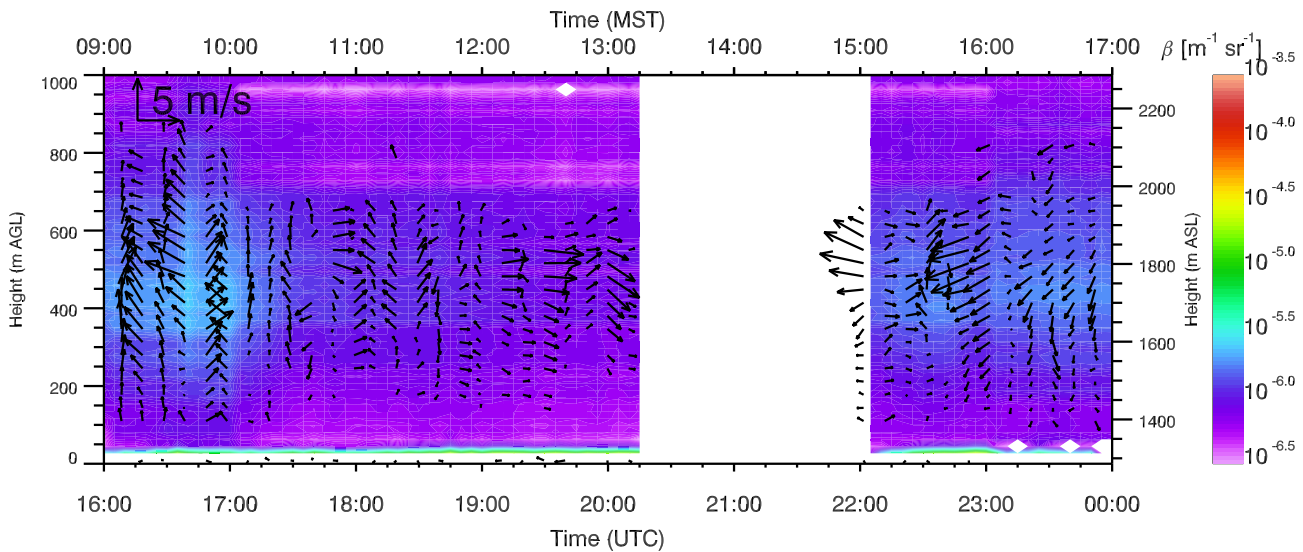 Time (MST)
09:00 10:00 11:00 12:00 13:00 14:00 15:00 16:00 17:00
β [m-1 sr-1]
5 m/s
Height (m AGL)
1000
800
600
400
200
0
Height (m ASL)
2200
2000
1800
1600
1400
10-3.5
10-4.0
10-4.5
10-5.0
10-5.5
10-6.0
10-6.5
16:00 17:00 18:00 19:00 20:00 21:00 22:00 23:00 00:00
Time (UTC)